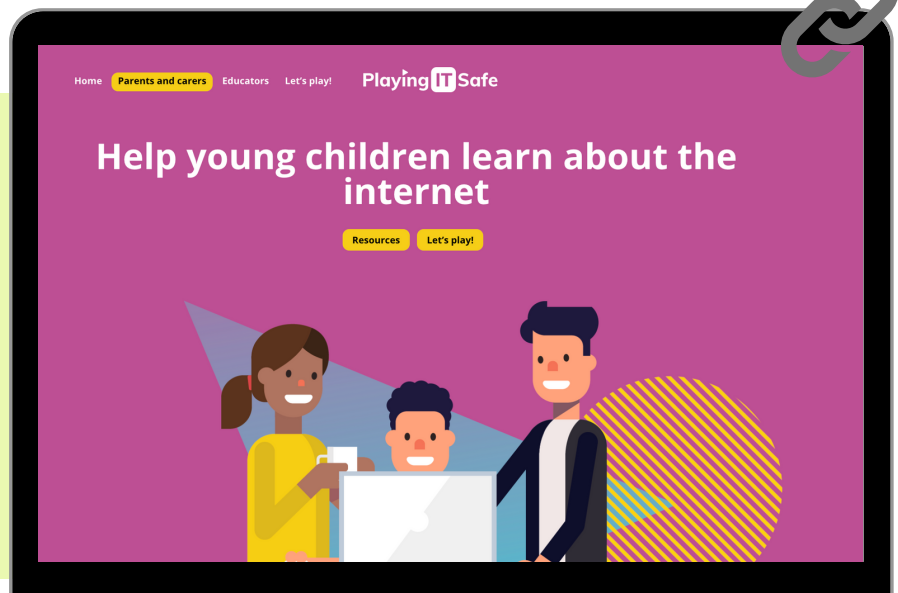 Home Parents and carers Educators Let's play! Playing IT Safe
Help young children learn about the
internet
Resources Let's play!